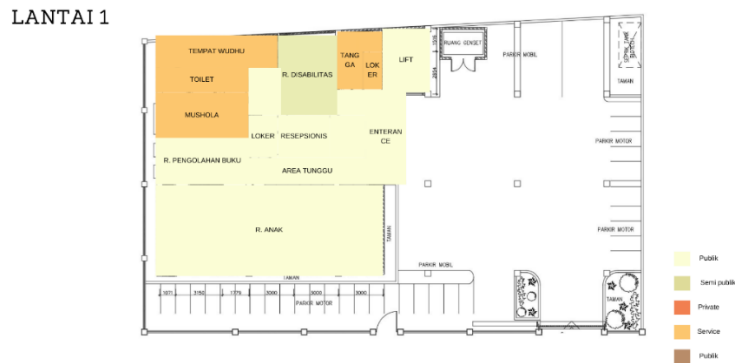 LANTAI 1
TEMPAT WUDHU
TOILET
R. DISABILITAS
TANG
GA
LOK
ER
LIFT
RUANG GENSET
PARKIR MOBIL
TAMAN
MUSHOLA
LOKER
RESEPSIONIS
ENTERAN
CE
PARKIR MOTOR
R. PENGOLAHAN BUKU
AREA TUNGGU
R. ANAK
TAMAN
PARKIR MOTOR
PARKIR MOBIL
TAMAN
3150
1775
3000
3000
3000
PARKIR MOTOR
TAMAN
Publik
Semi publik
Private
Service
Publik